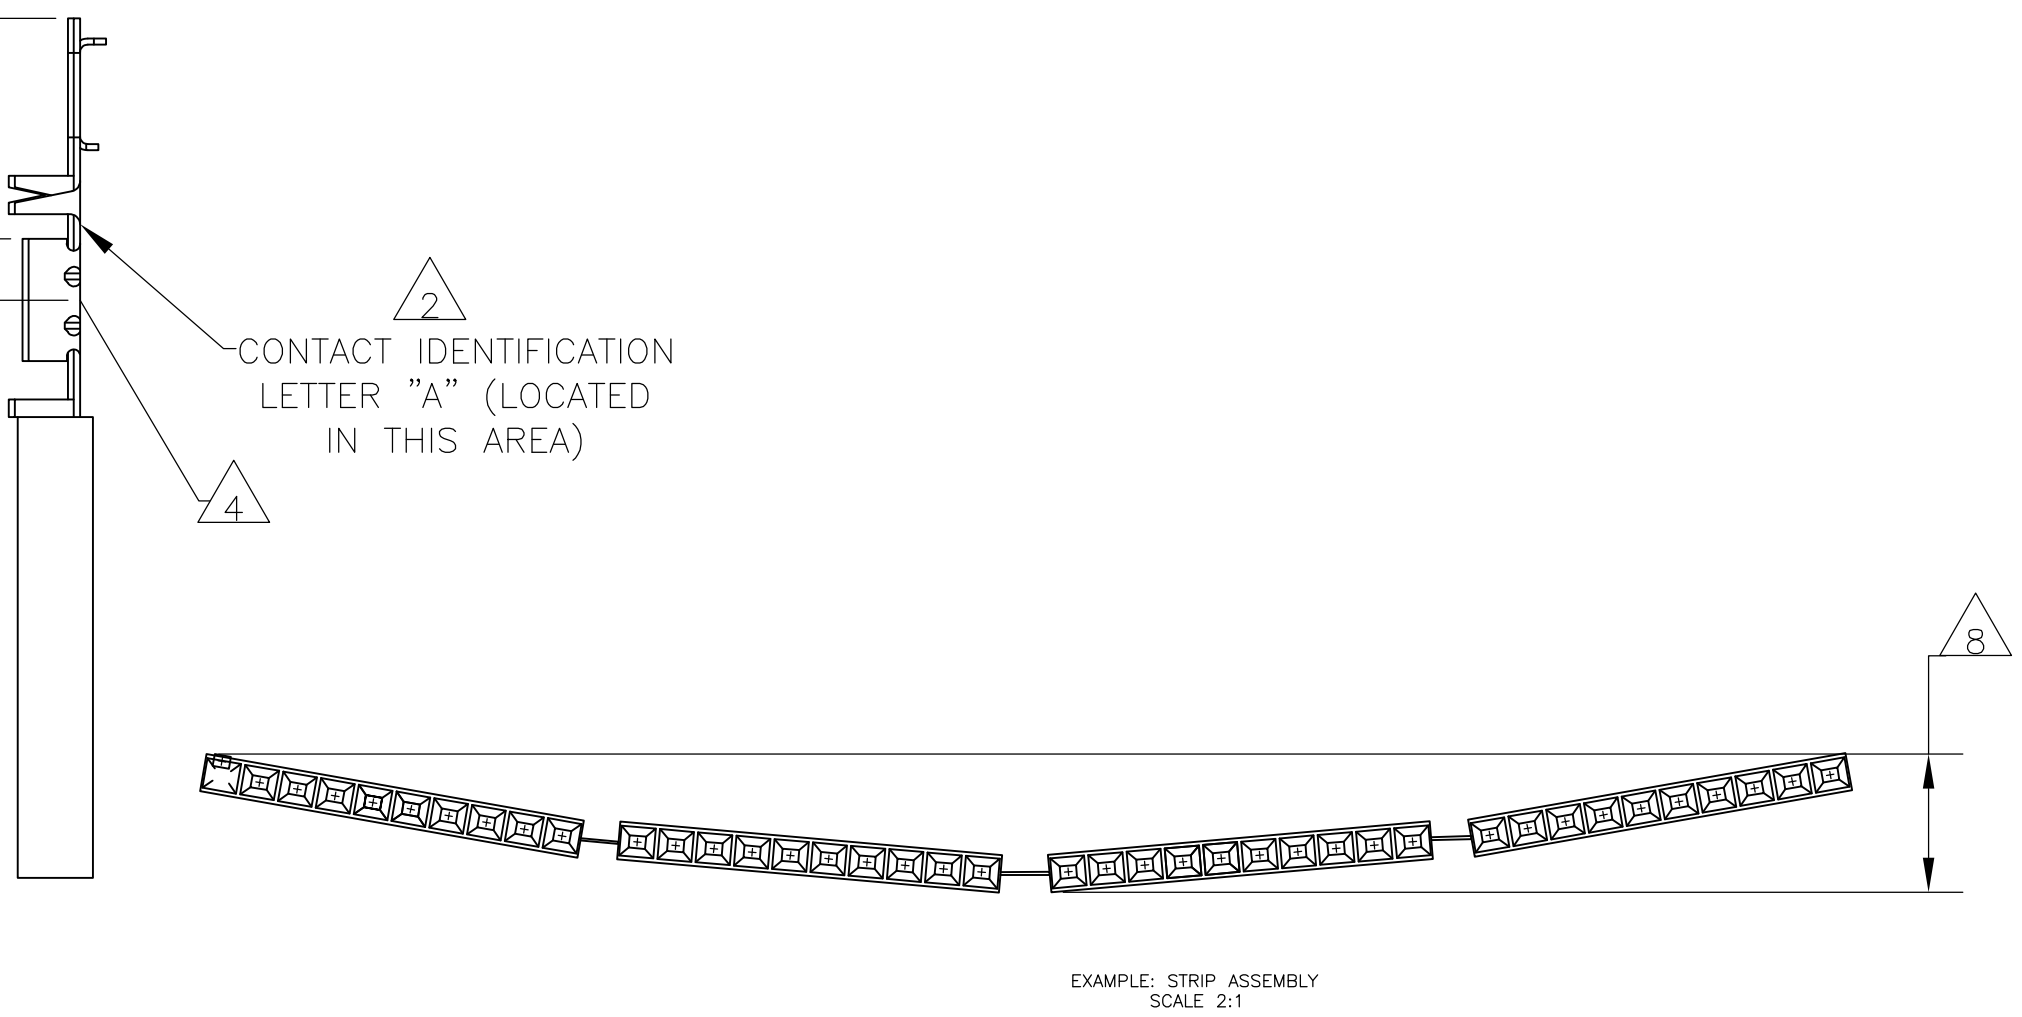 2
CONTACT IDENTIFICATION
LETTER "A" (LOCATED
IN THIS AREA)
4
8
EXAMPLE: STRIP ASSEMBLY
SCALE 2:1